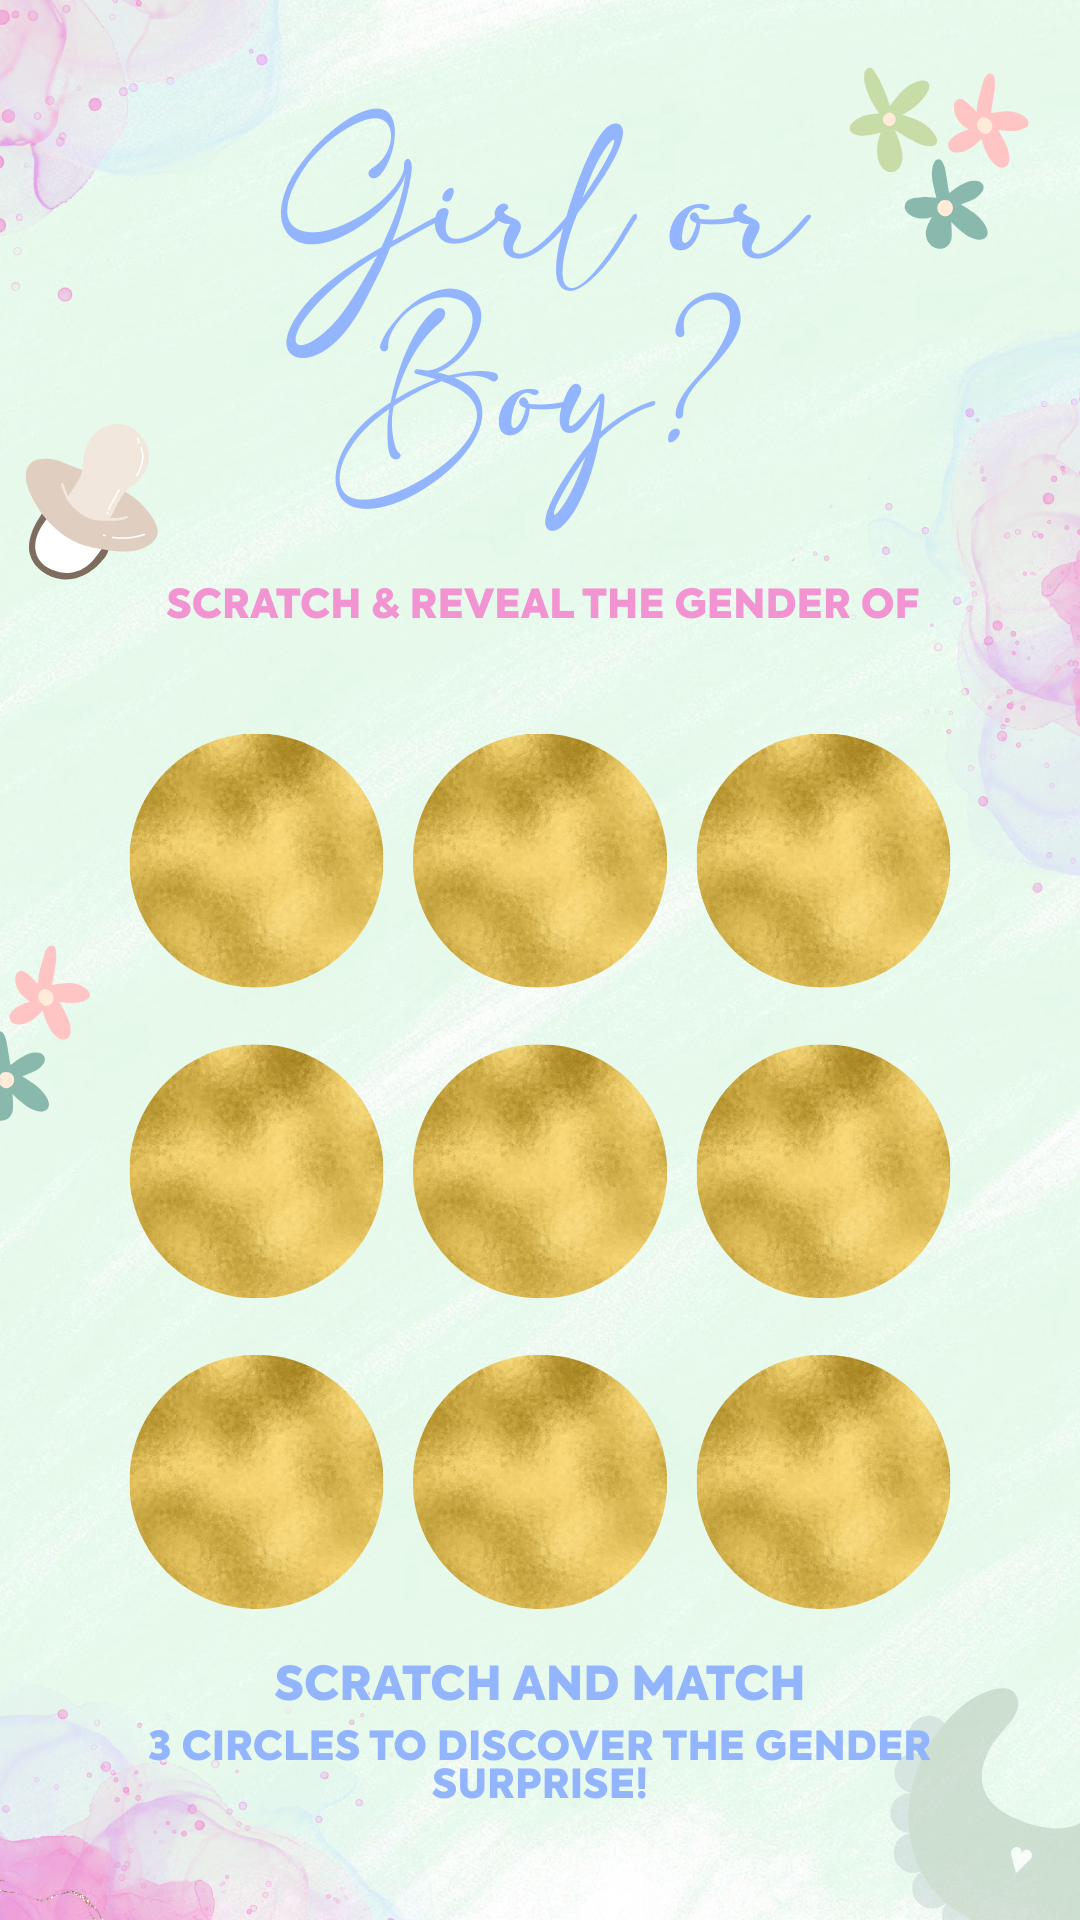 Girl or
Boy?
SCRATCH & REVEAL THE GENDER OF
SCRATCH AND MATCH
3 CIRCLES TO DISCOVER THE GENDER
SURPRISE!